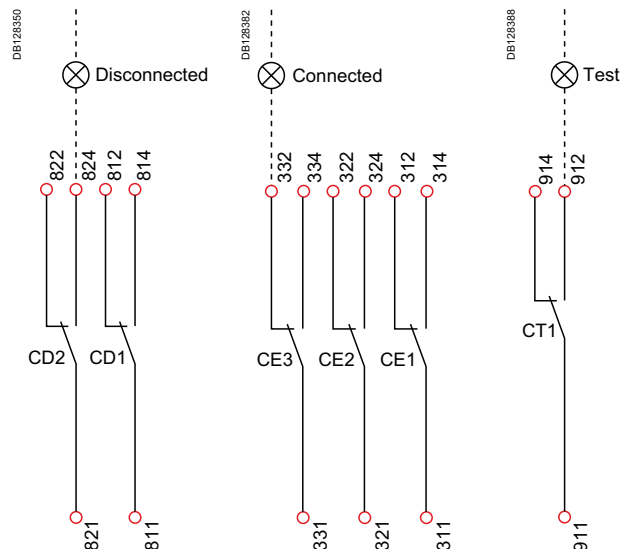 DB128350
Disconnected
822
824
812
814
CD2
CD1
821
811
DB128382
Connected
332
334
322
324
312
314
CE3
CE2
CE1
331
321
311
DB128388
Test
914
912
CT1
911